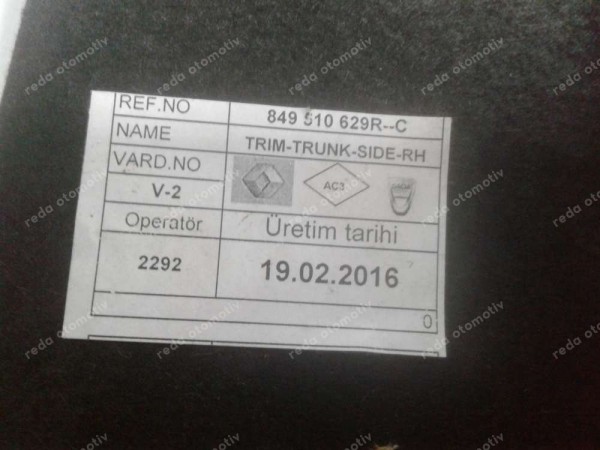 REF.NO 849 510 629R--C
NAME TRIM-TRUNK-SIDE-RH
VARD.NO AC3
V-2
Operatör Üretim tarihi
2292 19.02.2016
0
reda otomotiv